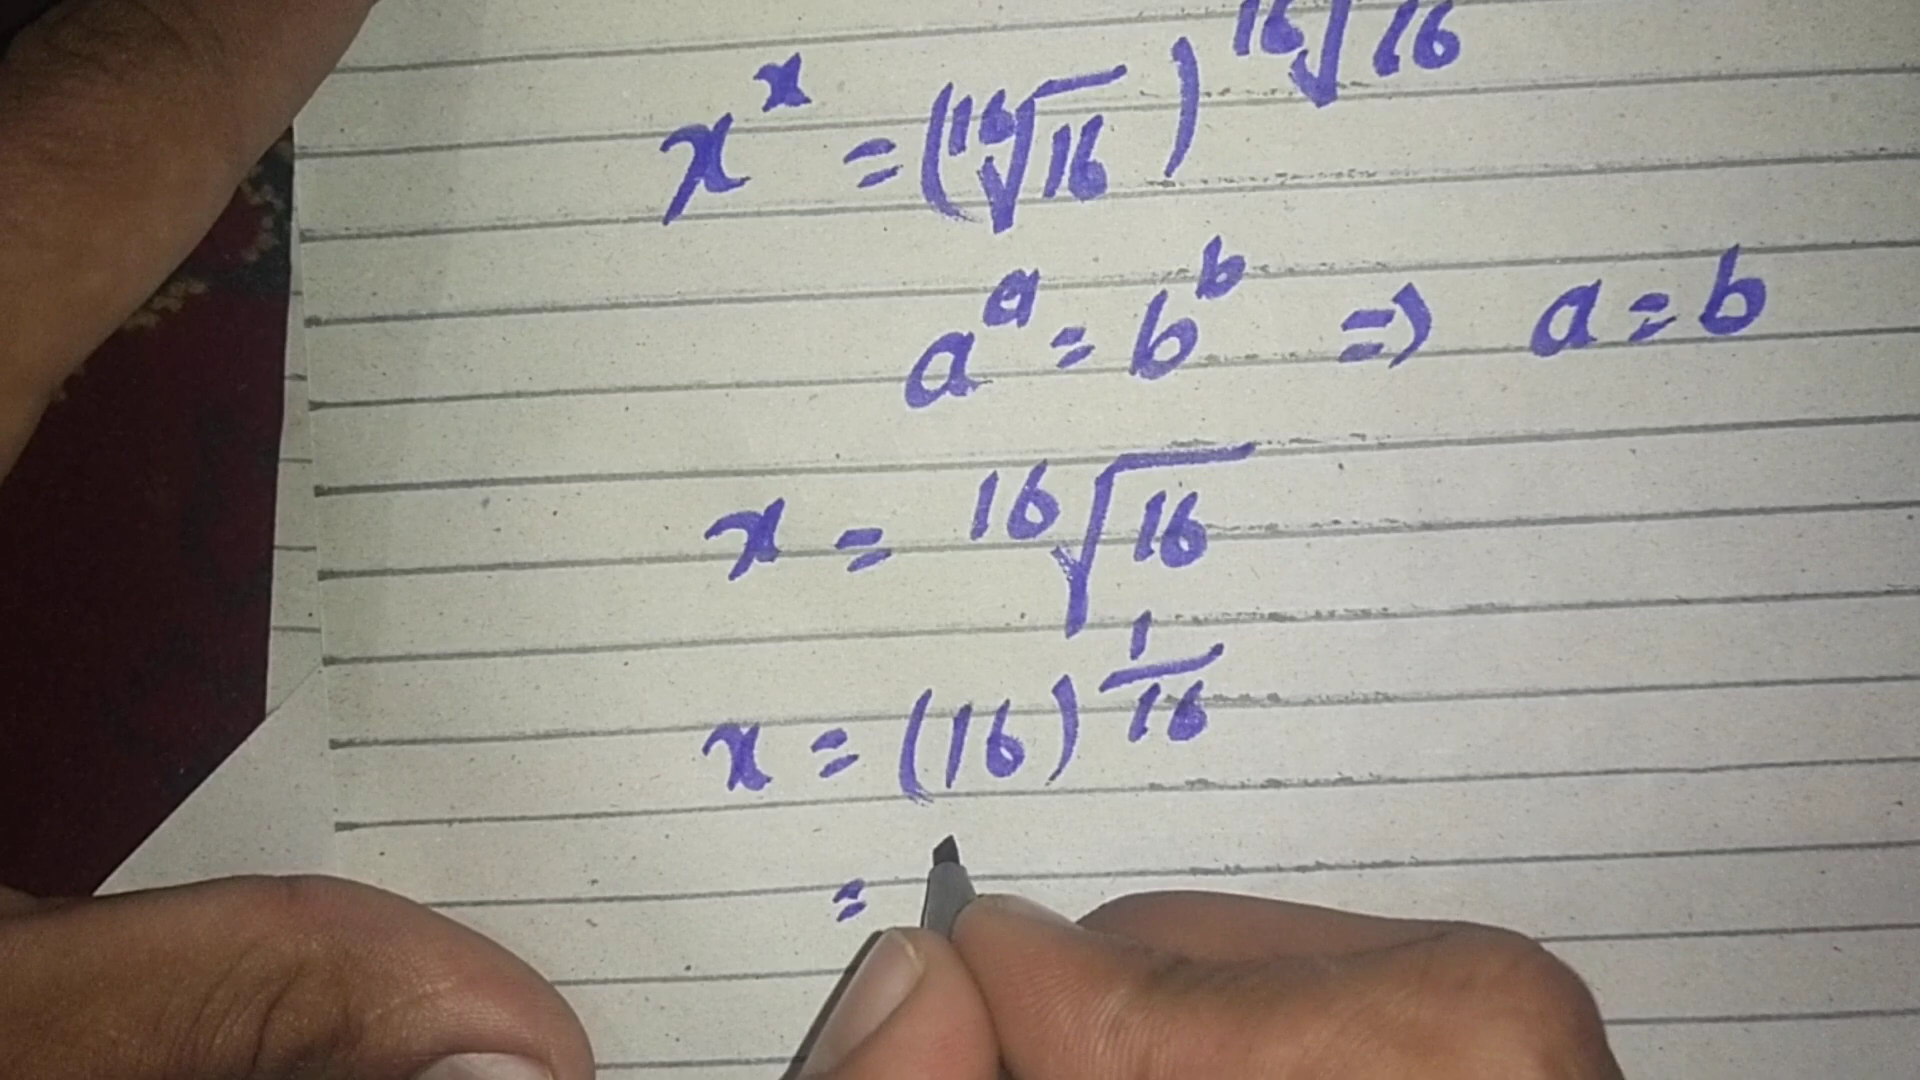 x^x = (¹⁶√16)^(¹⁶√16)
a^a = b^b ⇒ a = b
x = ¹⁶√16
x = (16)^(1/16)
=